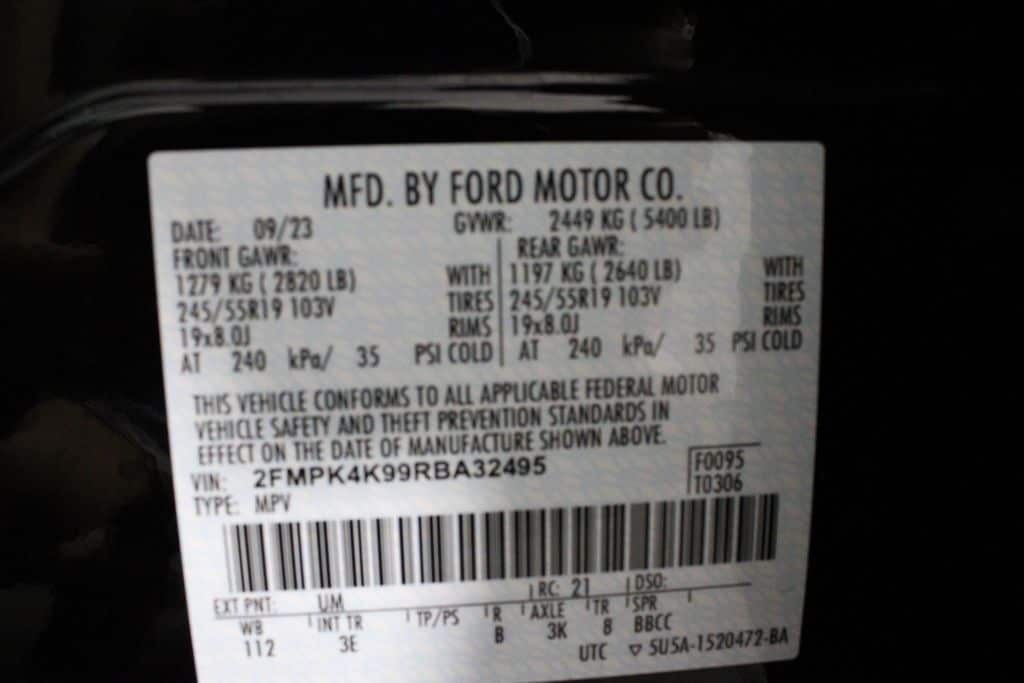 MFD. BY FORD MOTOR CO.
DATE: 09/23 GVWR: 2449 KG ( 5400 LB)
FRONT GAWR: REAR GAWR:
1279 KG ( 2820 LB) WITH 1197 KG ( 2640 LB) WITH
245/55R19 103V TIRES 245/55R19 103V TIRES
19x8.0J RIMS 19x8.0J RIMS
AT 240 kPa/ 35 PSI COLD AT 240 kPa/ 35 PSI COLD
THIS VEHICLE CONFORMS TO ALL APPLICABLE FEDERAL MOTOR
VEHICLE SAFETY AND THEFT PREVENTION STANDARDS IN
EFFECT ON THE DATE OF MANUFACTURE SHOWN ABOVE.
VIN: 2FMPK4K99RBA32495 F0095
TYPE: MPV T0306
EXT PNT: UM RC: 21 DSO:
WB INT TR TP/PS R AXLE TR SPR
112 3E B 3K 8 BBCC
UTC ▽ 5U5A-1520472-BA